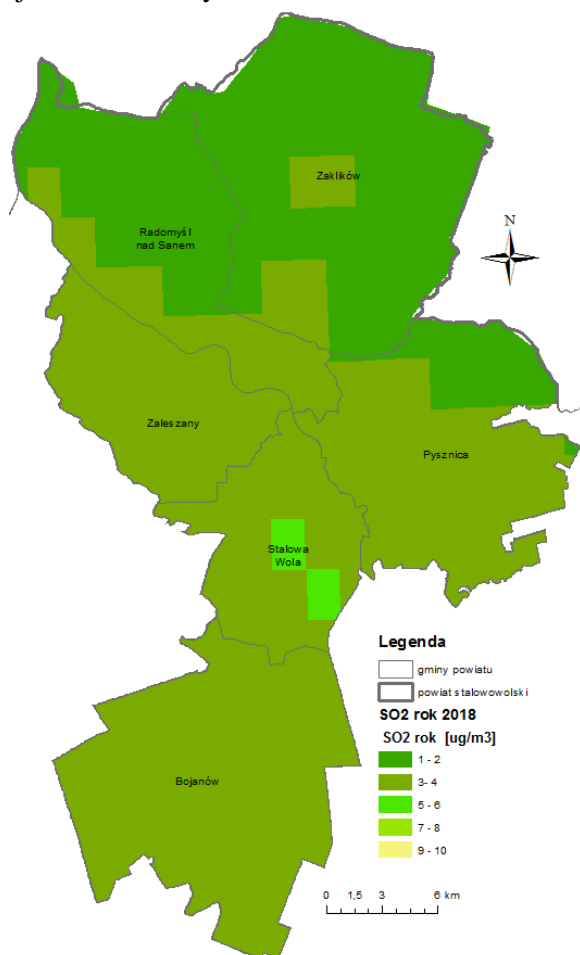 Zaklików
Radomyśl
nad Sanem
N
Zaleszany
Pysznica
Stalowa
Wola
Bojanów
Legenda
gminy powiatu
powiat stalowowolski
SO2 rok 2018
SO2 rok [ug/m3]
1 - 2
3- 4
5 - 6
7 - 8
9 - 10
0 1,5 3 6 km